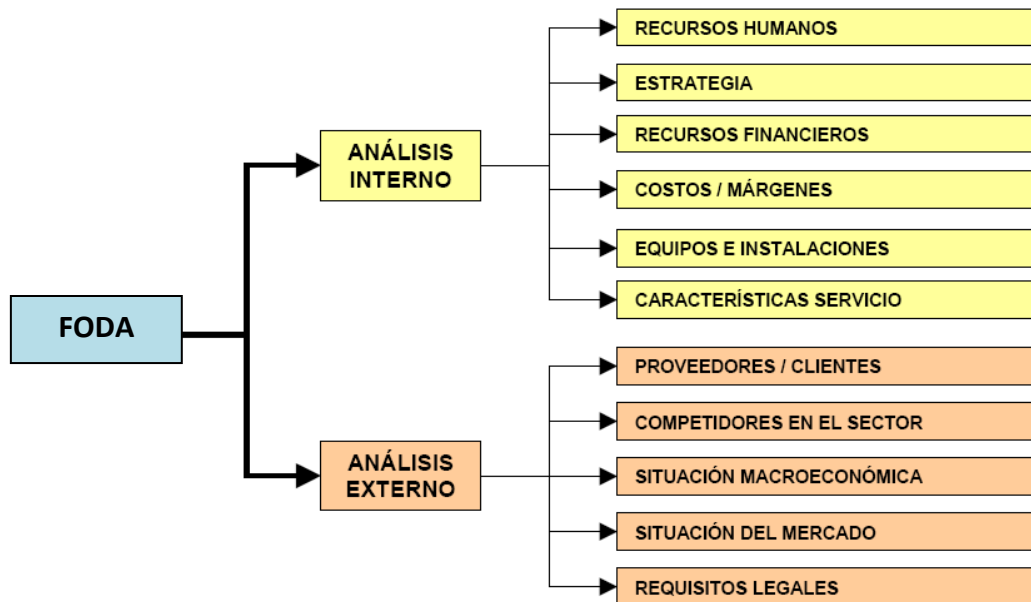 FODA
ANÁLISIS
INTERNO
RECURSOS HUMANOS
ESTRATEGIA
RECURSOS FINANCIEROS
COSTOS / MÁRGENES
EQUIPOS E INSTALACIONES
CARACTERÍSTICAS SERVICIO
ANÁLISIS
EXTERNO
PROVEEDORES / CLIENTES
COMPETIDORES EN EL SECTOR
SITUACIÓN MACROECONÓMICA
SITUACIÓN DEL MERCADO
REQUISITOS LEGALES